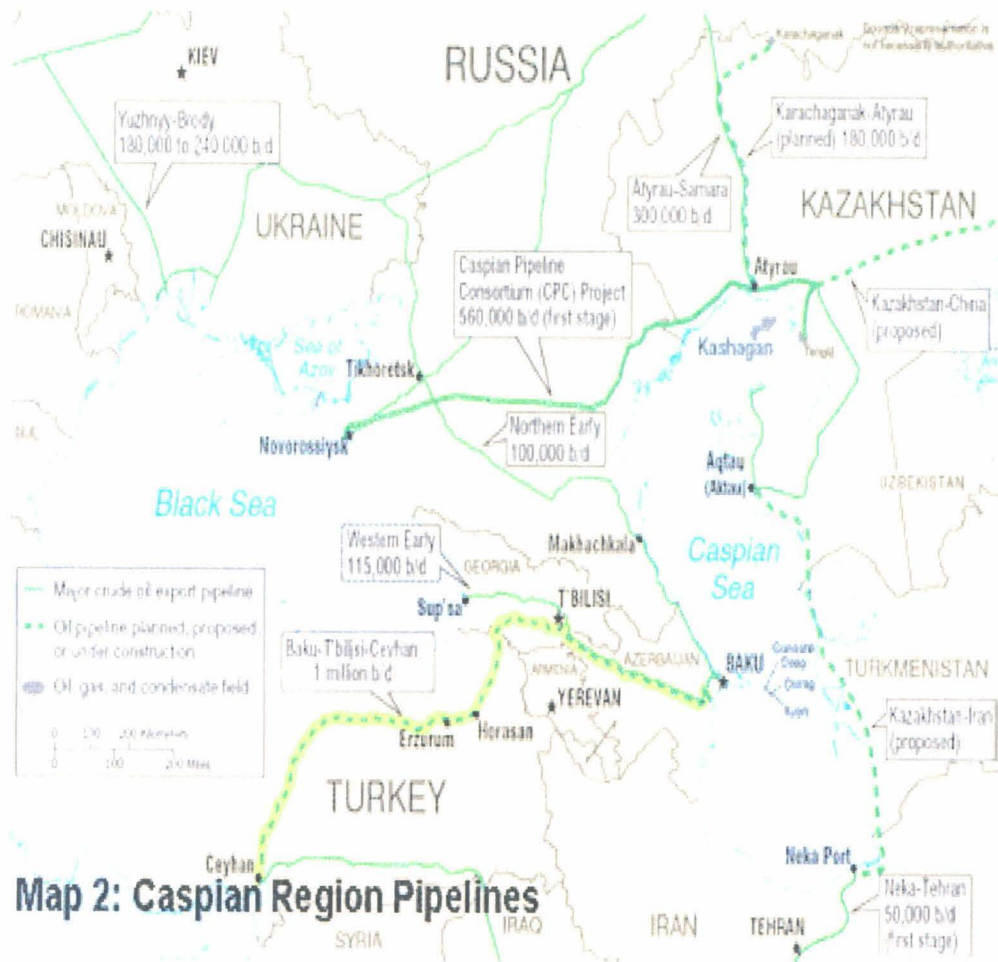 RUSSIA
KIEV
Karachaganak
Yuzhnyy-Brody
180,000 to 240,000 b/d
Karachaganak-Atyrau
(planned) 180,000 b/d
Atyrau-Samara
300,000 b/d
KAZAKHSTAN
MOLDOVA
CHISINAU
UKRAINE
Caspian Pipeline
Consortium (CPC) Project
560,000 b/d (first stage)
Atyrau
Kazakhstan-China
(proposed)
ROMANIA
Kashagan
Tengiz
Sea of
Azov
Tikhoretsk
Novorossiysk
Northern Early
100,000 b/d
Aqtau
(Aktau)
UZBEKISTAN
Black Sea
Western Early
115,000 b/d
Makhachkala
Caspian
Sea
GEORGIA
Sup'sa
T'BILISI
Major crude oil export pipeline
Oil pipeline planned, proposed,
or under construction
Oil, gas, and condensate field
Baku-T'bilisi-Ceyhan
1 million b/d
ARMENIA
AZERBAIJAN
BAKU
Deep
TURKMENISTAN
YEREVAN
Erzurum
Horasan
Kazakhstan-Iran
(proposed)
TURKEY
Ceyhan
Neka Port
Map 2: Caspian Region Pipelines
Neka-Tehran
50,000 b/d
(first stage)
SYRIA
IRAQ
IRAN
TEHRAN